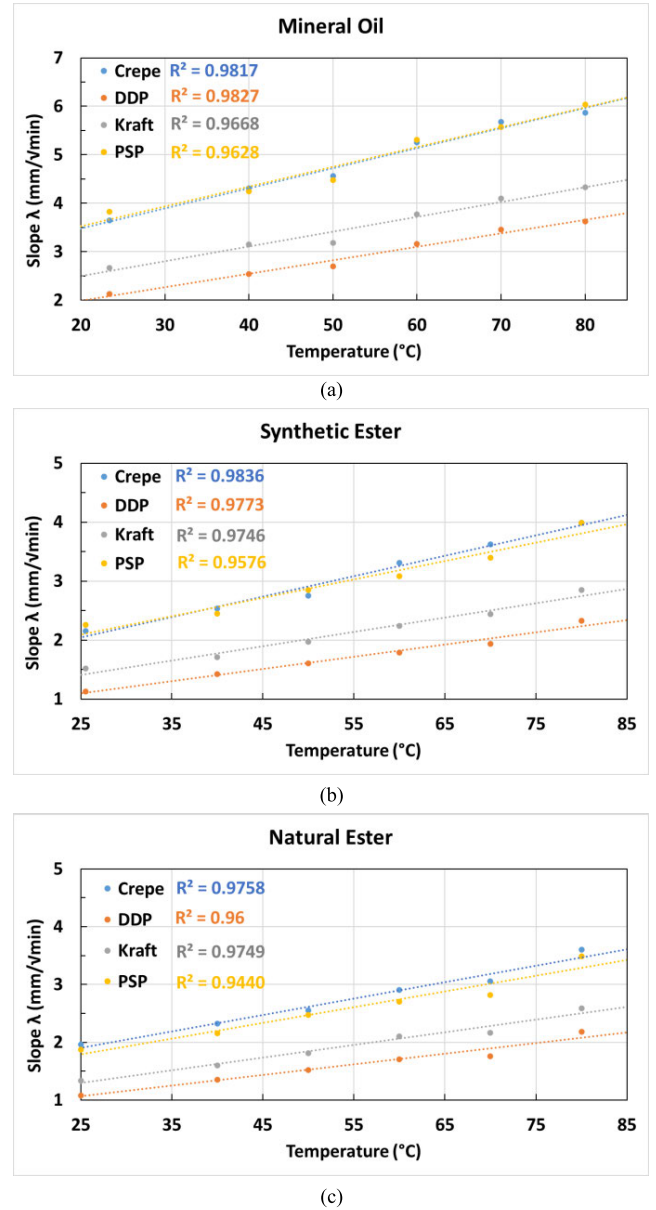 Mineral Oil
7
6
5
4
3
2
Slope λ (mm/√min)
Crepe R² = 0.9817
DDP R² = 0.9827
Kraft R² = 0.9668
PSP R² = 0.9628
20 30 40 50 60 70 80
Temperature (°C)
(a)
Synthetic Ester
5
4
3
2
1
Slope λ (mm/√min)
Crepe R² = 0.9836
DDP R² = 0.9773
Kraft R² = 0.9746
PSP R² = 0.9576
25 35 45 55 65 75 85
Temperature (°C)
(b)
Natural Ester
5
4
3
2
1
Slope λ (mm/√min)
Crepe R² = 0.9758
DDP R² = 0.96
Kraft R² = 0.9749
PSP R² = 0.9440
25 35 45 55 65 75 85
Temperature (°C)
(c)